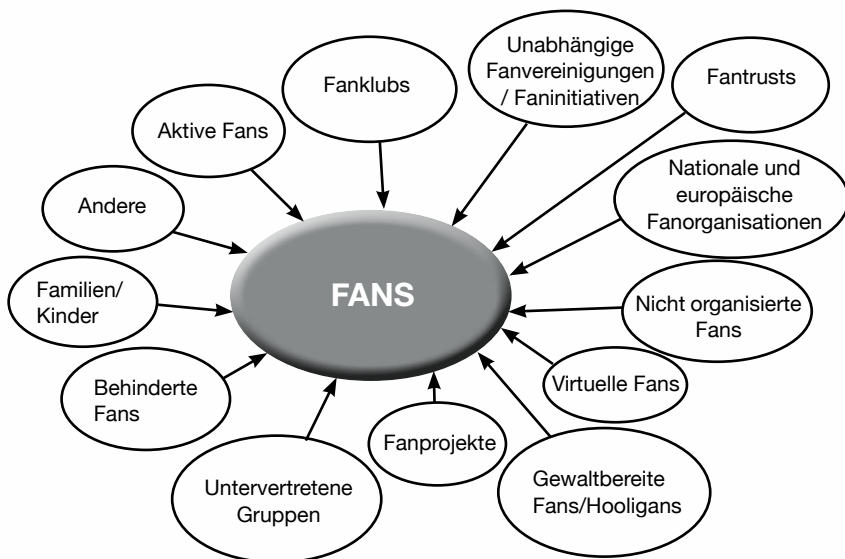 Unabhängige
Fanvereinigungen
/ Faninitiativen
Fanklubs
Fantrusts
Aktive Fans
Nationale und
europäische
Fanorganisationen
Andere
FANS
Familien/
Kinder
Nicht organisierte
Fans
Behinderte
Fans
Virtuelle Fans
Fanprojekte
Untervertretene
Gruppen
Gewaltbereite
Fans/Hooligans